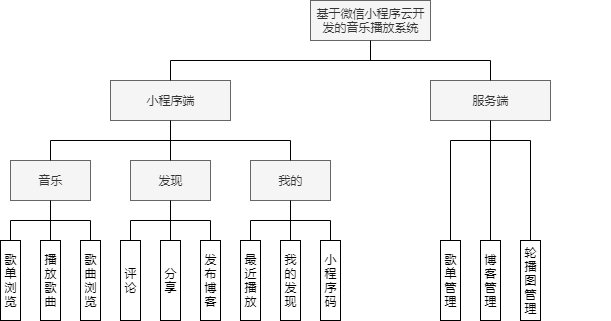 基于微信小程序云开
发的音乐播放系统
小程序端
服务端
音乐
发现
我的
歌单浏览
播放歌曲
歌曲浏览
评论
分享
发布博客
最近播放
我的发现
小程序码
歌单管理
博客管理
轮播图管理